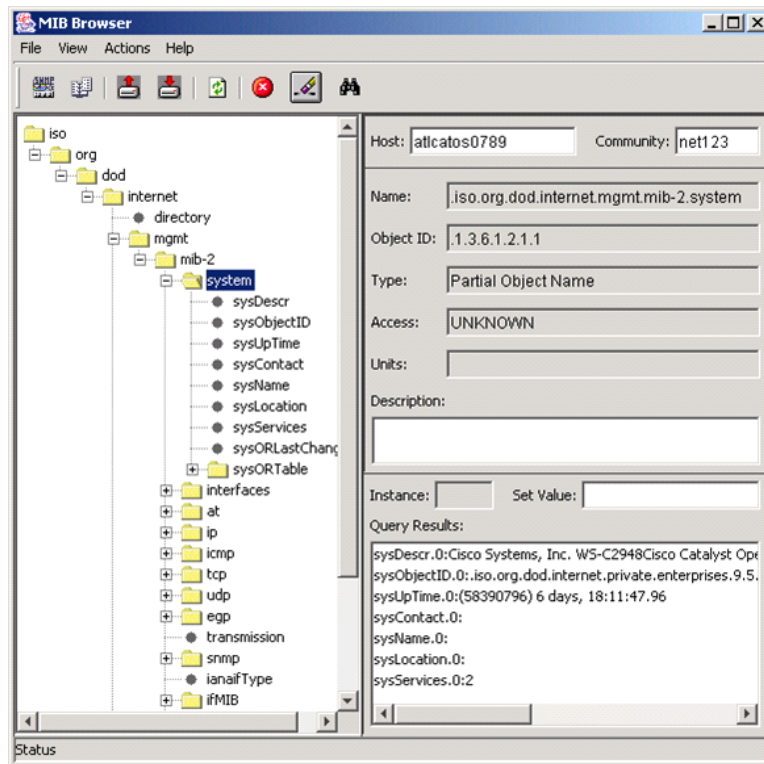 MIB Browser
File View Actions Help
iso
org
dod
internet
directory
mgmt
mib-2
system
sysDescr
sysObjectID
sysUpTime
sysContact
sysName
sysLocation
sysServices
sysORLastChang
sysORTable
interfaces
at
ip
icmp
tcp
udp
egp
transmission
snmp
ianaifType
ifMIB
Host: atlcatos0789 Community: net123
Name: .iso.org.dod.internet.mgmt.mib-2.system
Object ID: .1.3.6.1.2.1.1
Type: Partial Object Name
Access: UNKNOWN
Units:
Description:
Instance: Set Value:
Query Results:
sysDescr.0:Cisco Systems, Inc. WS-C2948Cisco Catalyst Ope
sysObjectID.0:.iso.org.dod.internet.private.enterprises.9.5.
sysUpTime.0:(58390796) 6 days, 18:11:47.96
sysContact.0:
sysName.0:
sysLocation.0:
sysServices.0:2
Status